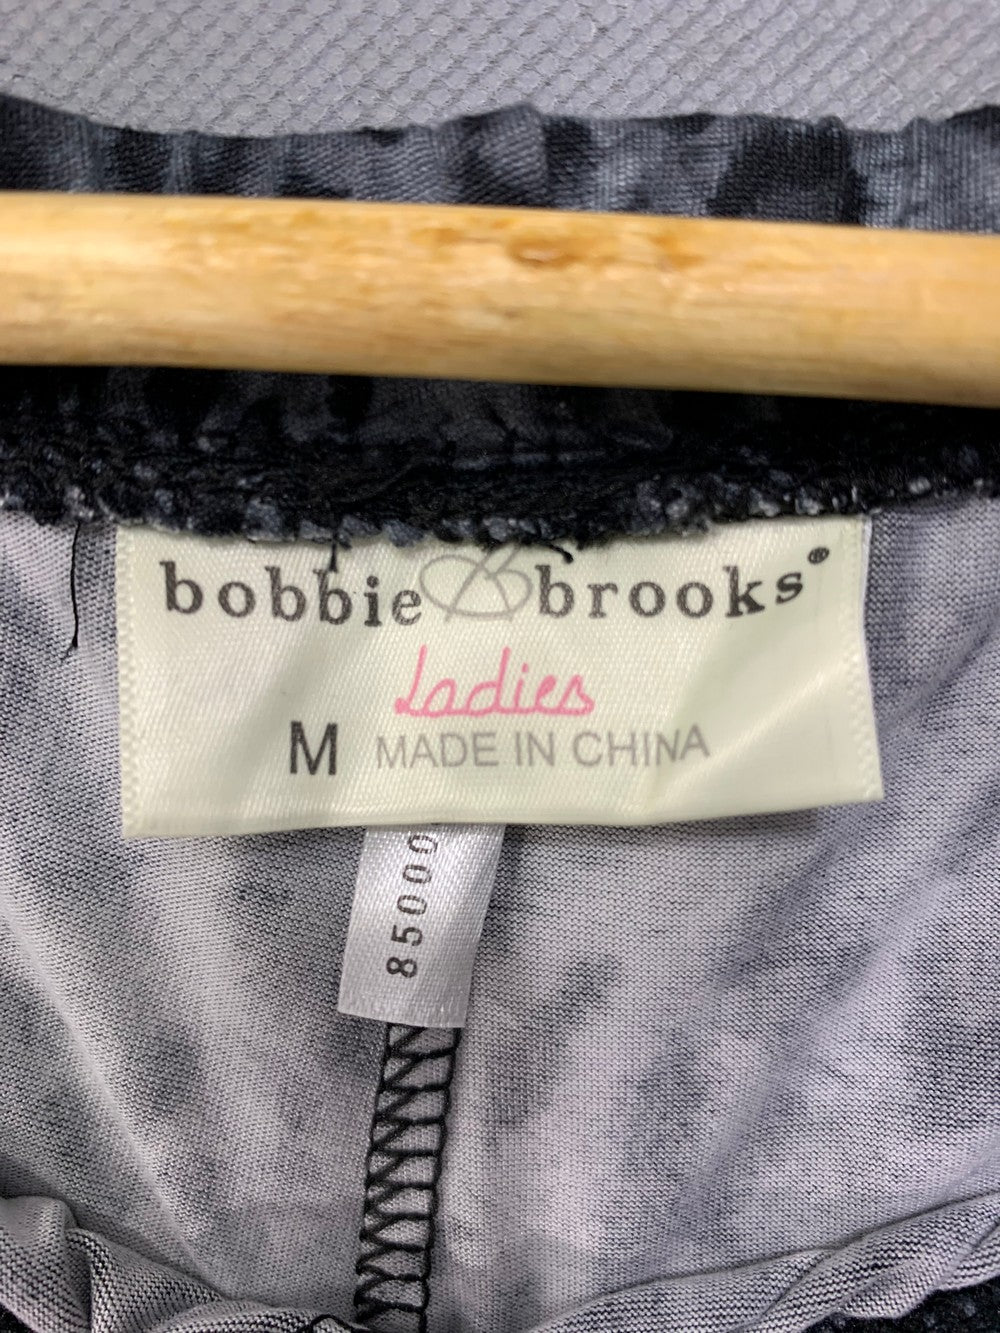 bobbie brooks®
Ladies
M MADE IN CHINA
85000